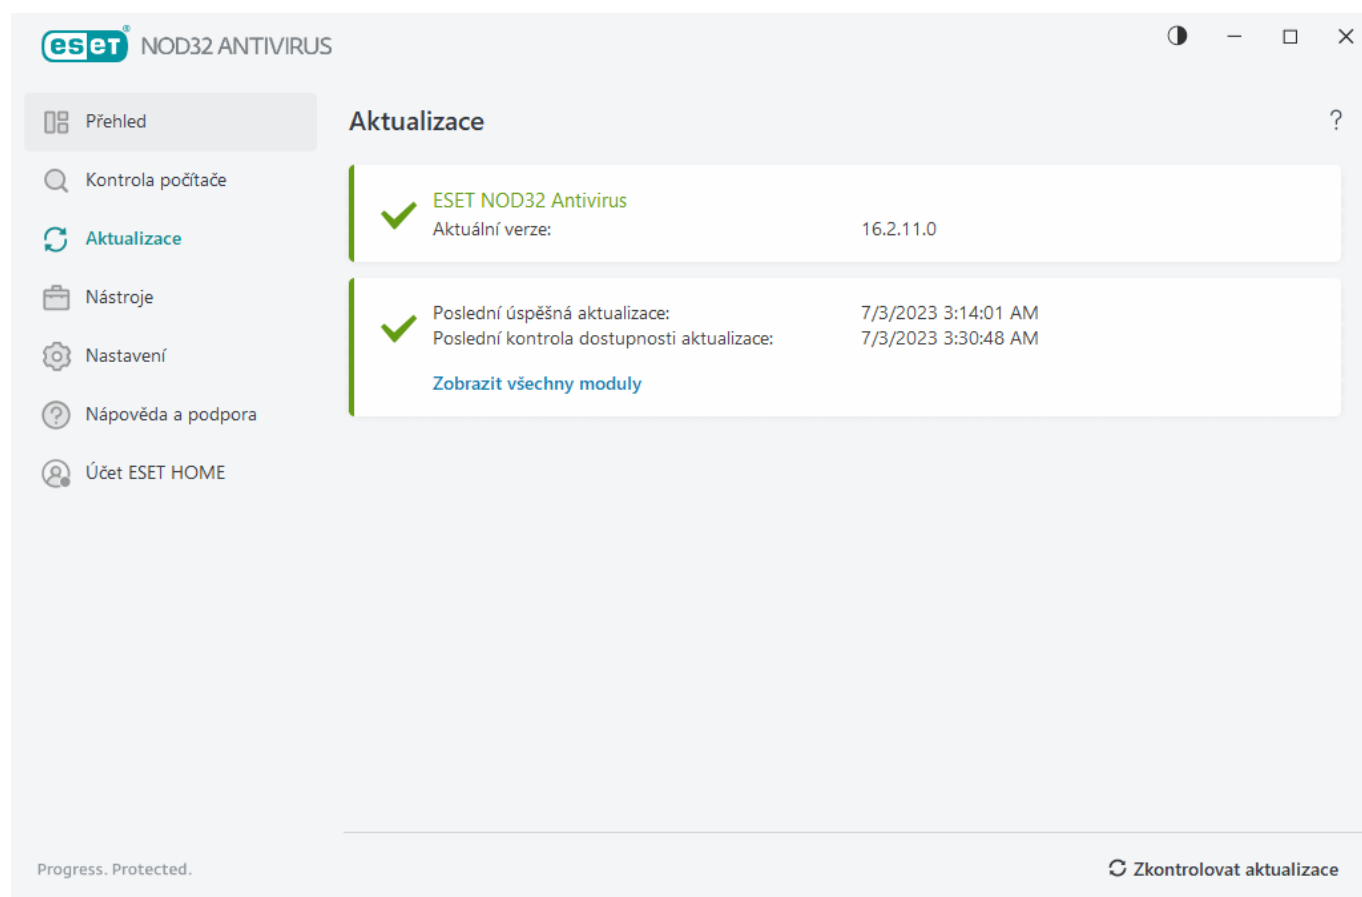 eset® NOD32 ANTIVIRUS
Přehled
Kontrola počítače
Aktualizace
Nástroje
Nastavení
Nápověda a podpora
Účet ESET HOME
Progress. Protected.
Aktualizace ?
ESET NOD32 Antivirus
Aktuální verze: 16.2.11.0
Poslední úspěšná aktualizace: 7/3/2023 3:14:01 AM
Poslední kontrola dostupnosti aktualizace: 7/3/2023 3:30:48 AM
Zobrazit všechny moduly
Zkontrolovat aktualizace